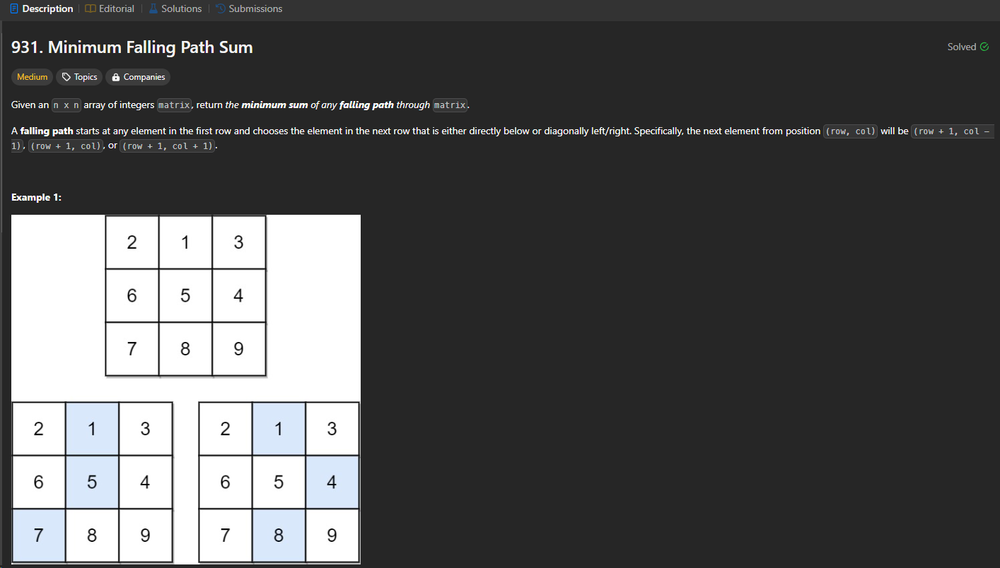 Description Editorial Solutions Submissions
931. Minimum Falling Path Sum
Solved
Medium Topics Companies
Given an n x n array of integers matrix, return the minimum sum of any falling path through matrix.
A falling path starts at any element in the first row and chooses the element in the next row that is either directly below or diagonally left/right. Specifically, the next element from position (row, col) will be (row + 1, col -
1), (row + 1, col), or (row + 1, col + 1).
Example 1:
2 1 3
6 5 4
7 8 9
2 1 3 2 1 3
6 5 4 6 5 4
7 8 9 7 8 9